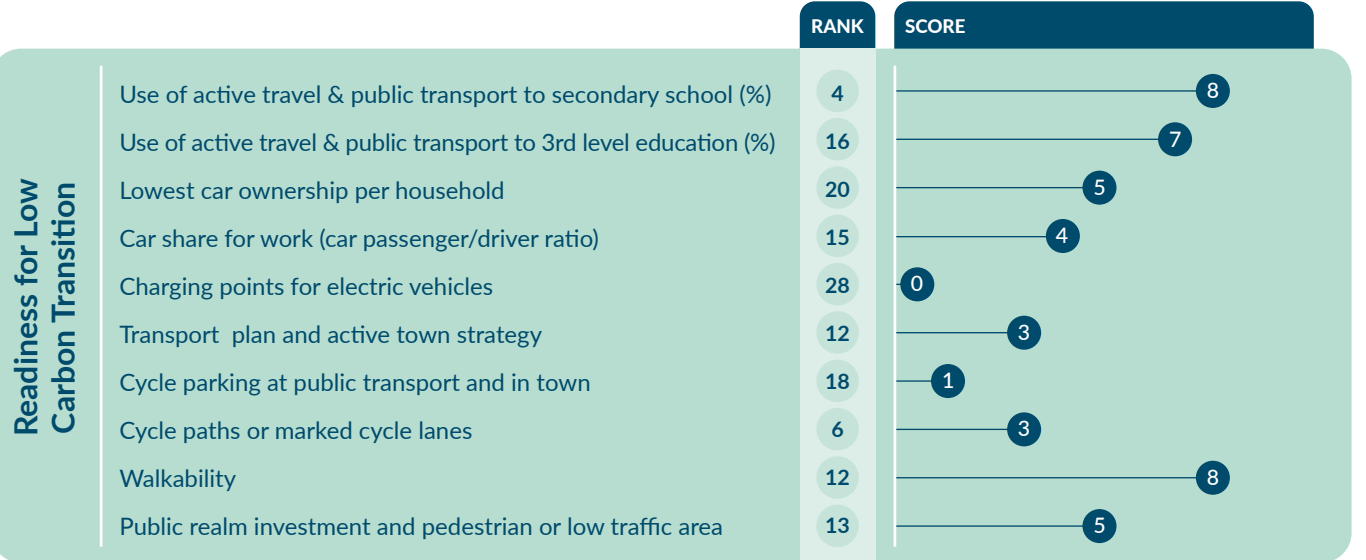 RANK SCORE
Readiness for Low
Carbon Transition
Use of active travel & public transport to secondary school (%) 4 8
Use of active travel & public transport to 3rd level education (%) 16 7
Lowest car ownership per household 20 5
Car share for work (car passenger/driver ratio) 15 4
Charging points for electric vehicles 28 0
Transport plan and active town strategy 12 3
Cycle parking at public transport and in town 18 1
Cycle paths or marked cycle lanes 6 3
Walkability 12 8
Public realm investment and pedestrian or low traffic area 13 5